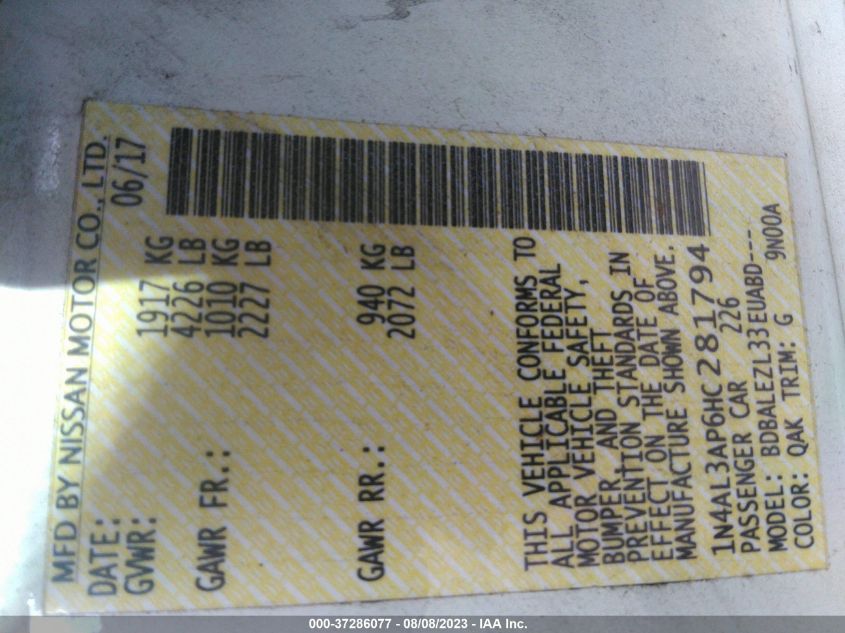 MFD BY NISSAN MOTOR CO., LTD.
DATE: 06/17
GVWR: 1917 KG
4226 LB
GAWR FR.: 1010 KG
2227 LB
GAWR RR.: 940 KG
2072 LB
THIS VEHICLE CONFORMS TO
ALL APPLICABLE FEDERAL
MOTOR VEHICLE SAFETY,
BUMPER, AND THEFT
PREVENTION STANDARDS IN
EFFECT ON THE DATE OF
MANUFACTURE SHOWN ABOVE.
1N4AL3AP6HC281794
PASSENGER CAR 226
MODEL: BDBALEZL33EUABD---
COLOR: QAK TRIM: G 9N00A
000-37286077 - 08/08/2023 - IAA Inc.